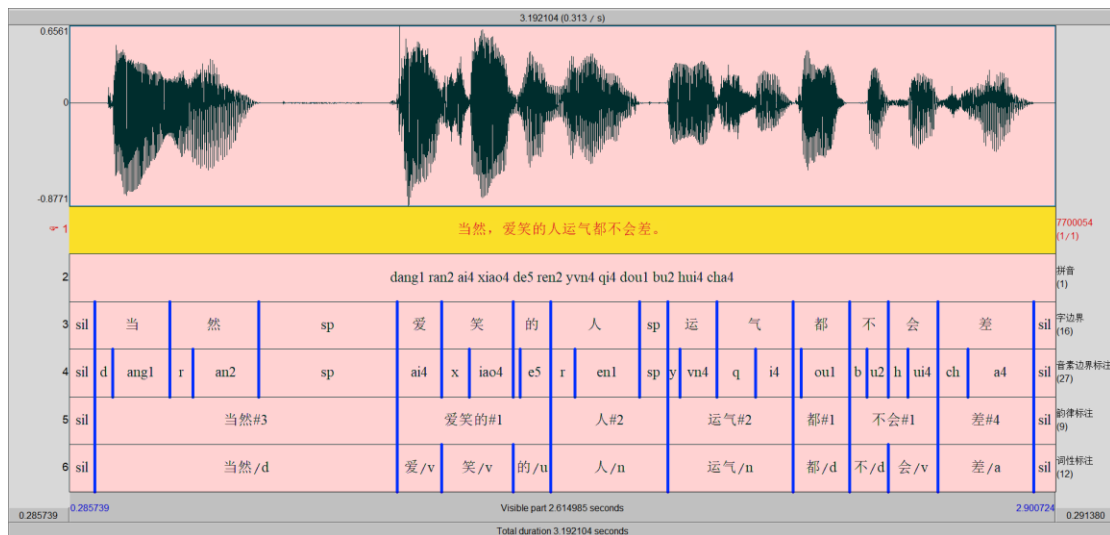 3.192104 (0.313 / s)
0.6561
0
-0.8771
☞ 1 当然，爱笑的人运气都不会差。 7700054 (1/1)
2 dang1 ran2 ai4 xiao4 de5 ren2 yvn4 qi4 dou1 bu2 hui4 cha4 拼音 (1)
3 sil 当 然 sp 爱 笑 的 人 sp 运 气 都 不 会 差 sil 字边界 (16)
4 sil d ang1 r an2 sp ai4 x iao4 e5 r en1 sp y vn4 q i4 ou1 b u2 h ui4 ch a4 sil 音素边界标注 (27)
5 sil 当然#3 爱笑的#1 人#2 运气#2 都#1 不会#1 差#4 sil 韵律标注 (9)
6 sil 当然/d 爱/v 笑/v 的/u 人/n 运气/n 都/d 不/d 会/v 差/a sil 词性标注 (12)
0.285739 Visible part 2.614985 seconds 2.900724
0.285739 0.291380
Total duration 3.192104 seconds